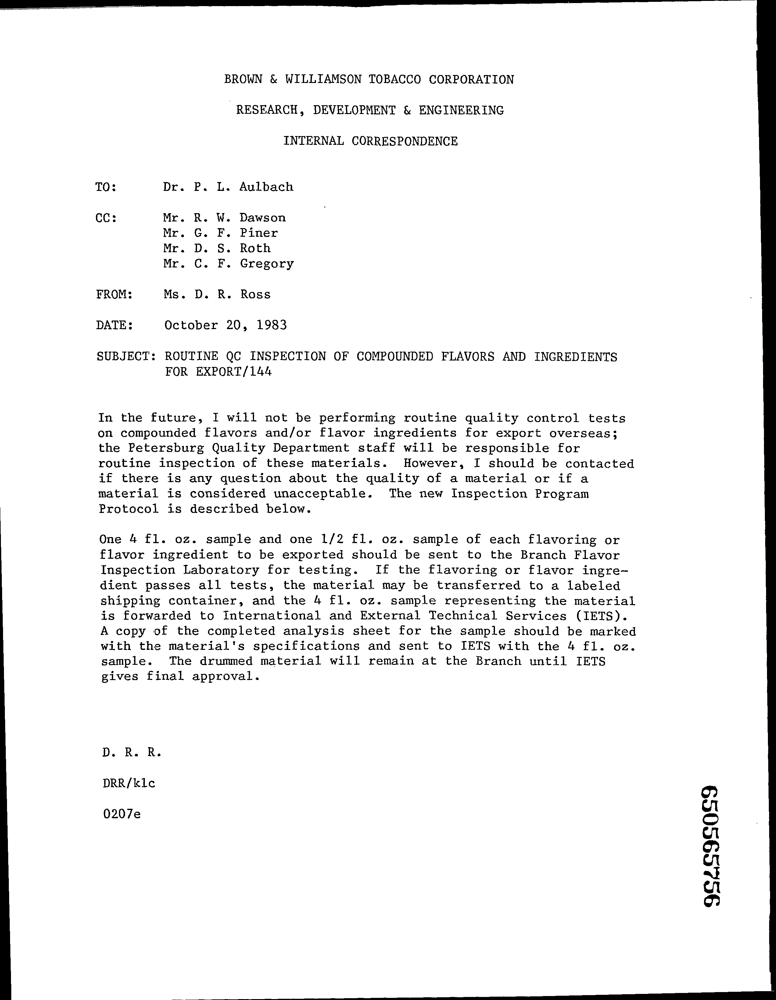 BROWN & WILLIAMSON TOBACCO CORPORATION
RESEARCH, DEVELOPMENT & ENGINEERING
INTERNAL CORRESPONDENCE
TO: Dr. P. L. Aulbach
CC: Mr. R. W. Dawson
Mr. G. F. Piner
Mr. D. S. Roth
Mr. C. F. Gregory
FROM: Ms. D. R. Ross
DATE: October 20, 1983
SUBJECT: ROUTINE QC INSPECTION OF COMPOUNDED FLAVORS AND INGREDIENTS
FOR EXPORT/144
In the future, I will not be performing routine quality control tests
on compounded flavors and/or flavor ingredients for export overseas;
the Petersburg Quality Department staff will be responsible for
routine inspection of these materials. However, I should be contacted
if there is any question about the quality of a material or if a
material is considered unacceptable. The new Inspection Program
Protocol is described below.
One 4 fl. oz. sample and one 1/2 fl. oz. sample of each flavoring or
flavor ingredient to be exported should be sent to the Branch Flavor
Inspection Laboratory for testing. If the flavoring or flavor ingre-
dient passes all tests, the material may be transferred to a labeled
shipping container, and the 4 fl. oz. sample representing the material
is forwarded to International and External Technical Services (IETS).
A copy of the completed analysis sheet for the sample should be marked
with the material's specifications and sent to IETS with the 4 fl. oz.
sample. The drummed material will remain at the Branch until IETS
gives final approval.
D. R. R.
DRR/klc
0207e
650565756